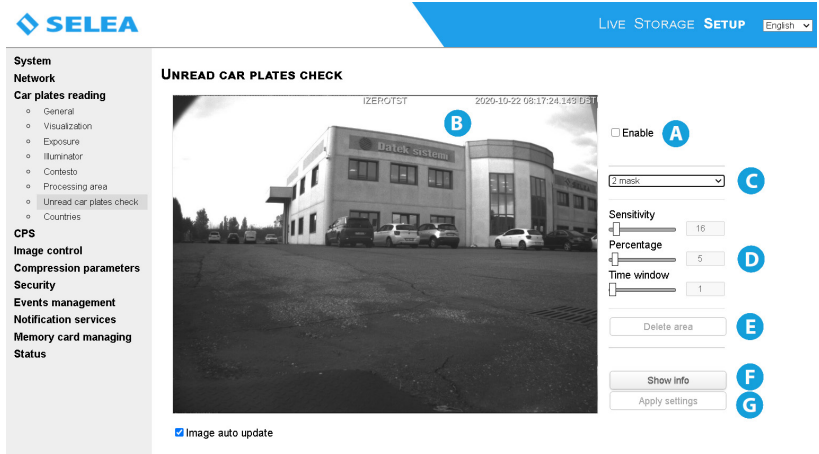 SELEA
LIVE STORAGE SETUP English
System
Network
Car plates reading
General
Visualization
Exposure
Illuminator
Contesto
Processing area
Unread car plates check
Countries
CPS
Image control
Compression parameters
Security
Events management
Notification services
Memory card managing
Status
UNREAD CAR PLATES CHECK
IZEROTST 2020-10-22 08:17:24.143 DST
B
Datek sistemi
SELEA
Image auto update
Enable A
2 mask C
Sensitivity
16
Percentage
5 D
Time window
1
Delete area E
Show info F
Apply settings G